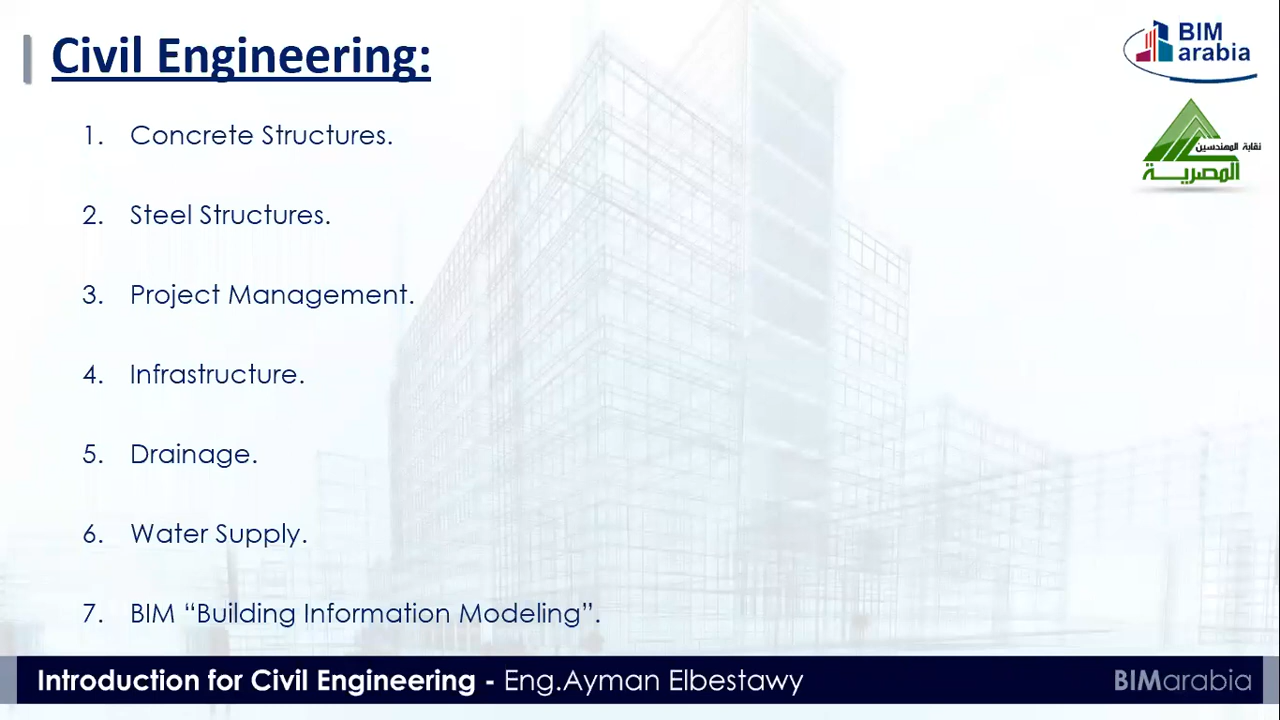 Civil Engineering:
BIM
arabia
1. Concrete Structures.
نقابة المهندسين
المصرية
2. Steel Structures.
3. Project Management.
4. Infrastructure.
5. Drainage.
6. Water Supply.
7. BIM “Building Information Modeling”.
Introduction for Civil Engineering - Eng.Ayman Elbestawy
BIMarabia